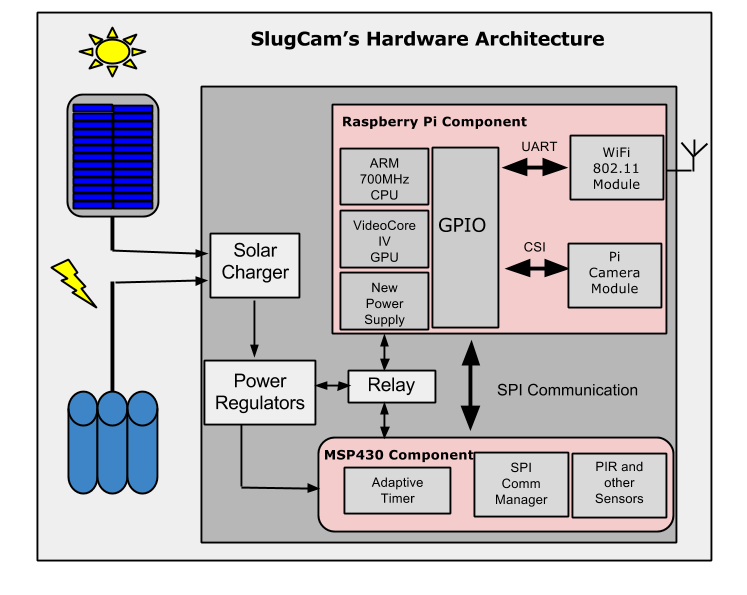 SlugCam's Hardware Architecture
Raspberry Pi Component
ARM
700MHz
CPU
VideoCore
IV
GPU
New
Power
Supply
GPIO
UART
WiFi
802.11
Module
CSI
Pi
Camera
Module
Solar
Charger
Power
Regulators
Relay
SPI Communication
MSP430 Component
Adaptive
Timer
SPI
Comm
Manager
PIR and
other
Sensors